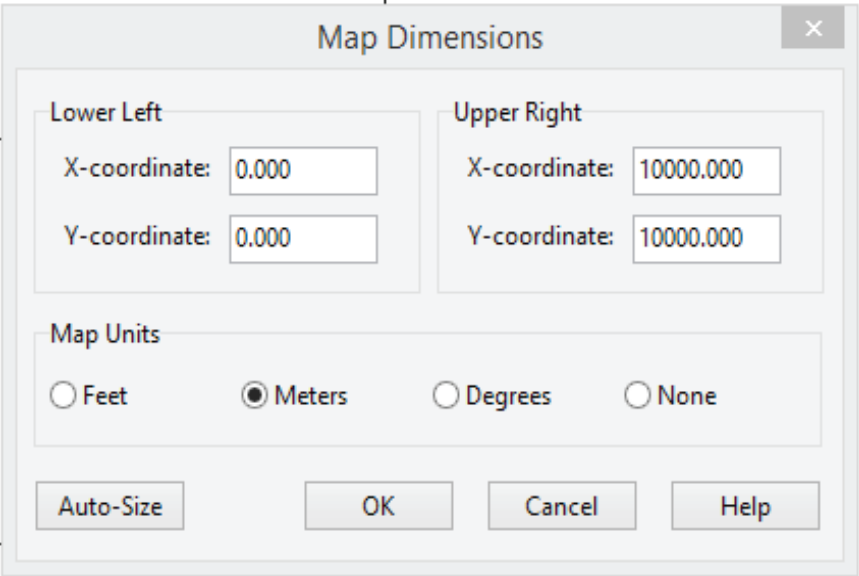 Map Dimensions
Lower Left
X-coordinate: 0.000
Y-coordinate: 0.000
Upper Right
X-coordinate: 10000.000
Y-coordinate: 10000.000
Map Units
Feet Meters Degrees None
Auto-Size OK Cancel Help